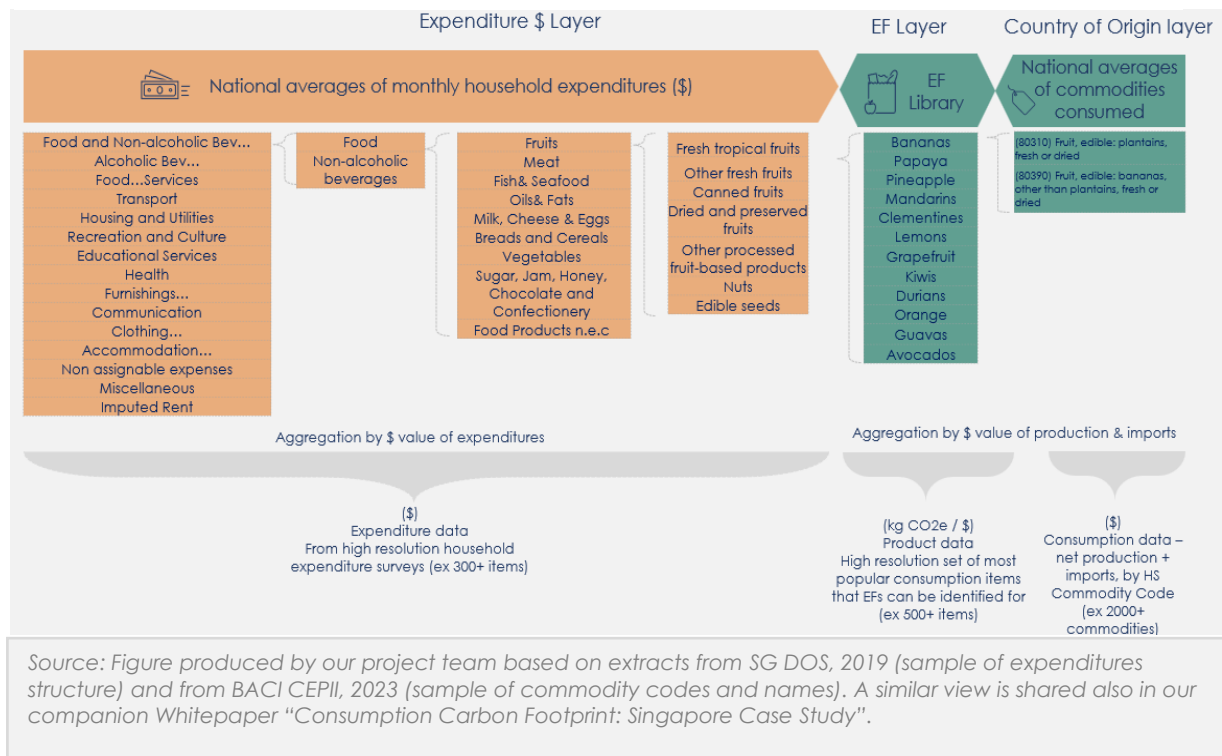 Expenditure $ Layer
EF Layer
Country of Origin layer
National averages of monthly household expenditures ($)
EF
Library
National averages
of commodities
consumed
Food and Non-alcoholic Bev...
Alcoholic Bev...
Food...Services
Transport
Housing and Utilities
Recreation and Culture
Educational Services
Health
Furnishings...
Communication
Clothing...
Accommodation...
Non assignable expenses
Miscellaneous
Imputed Rent
Food
Non-alcoholic
beverages
Fruits
Meat
Fish& Seafood
Oils& Fats
Milk, Cheese & Eggs
Breads and Cereals
Vegetables
Sugar, Jam, Honey,
Chocolate and
Confectionery
Food Products n.e.c
Fresh tropical fruits
Other fresh fruits
Canned fruits
Dried and preserved
fruits
Other processed
fruit-based products
Nuts
Edible seeds
Bananas
Papaya
Pineapple
Mandarins
Clementines
Lemons
Grapefruit
Kiwis
Durians
Orange
Guavas
Avocados
(80310) Fruit, edible: plantains,
fresh or dried
(80390) Fruit, edible: bananas,
other than plantains, fresh or
dried
Aggregation by $ value of expenditures
Aggregation by $ value of production & imports
($)
Expenditure data
From high resolution household
expenditure surveys (ex 300+ items)
(kg CO2e / $)
Product data
High resolution set of most
popular consumption items
that EFs can be identified for
(ex 500+ items)
($)
Consumption data –
net production +
imports, by HS
Commodity Code
(ex 2000+
commodities)
Source: Figure produced by our project team based on extracts from SG DOS, 2019 (sample of expenditures
structure) and from BACI CEPII, 2023 (sample of commodity codes and names). A similar view is shared also in our
companion Whitepaper “Consumption Carbon Footprint: Singapore Case Study”.